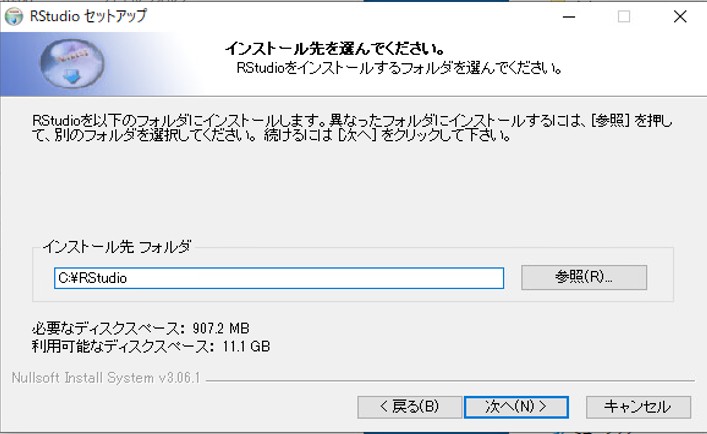 RStudio セットアップ
インストール先を選んでください。
RStudioをインストールするフォルダを選んでください。
RStudioを以下のフォルダにインストールします。異なったフォルダにインストールするには、[参照] を押し
て、別のフォルダを選択してください。 続けるには [次へ] をクリックして下さい。
インストール先 フォルダ
C:¥RStudio
参照(R)...
必要なディスクスペース: 907.2 MB
利用可能なディスクスペース: 11.1 GB
Nullsoft Install System v3.06.1
< 戻る(B)
次へ(N) >
キャンセル